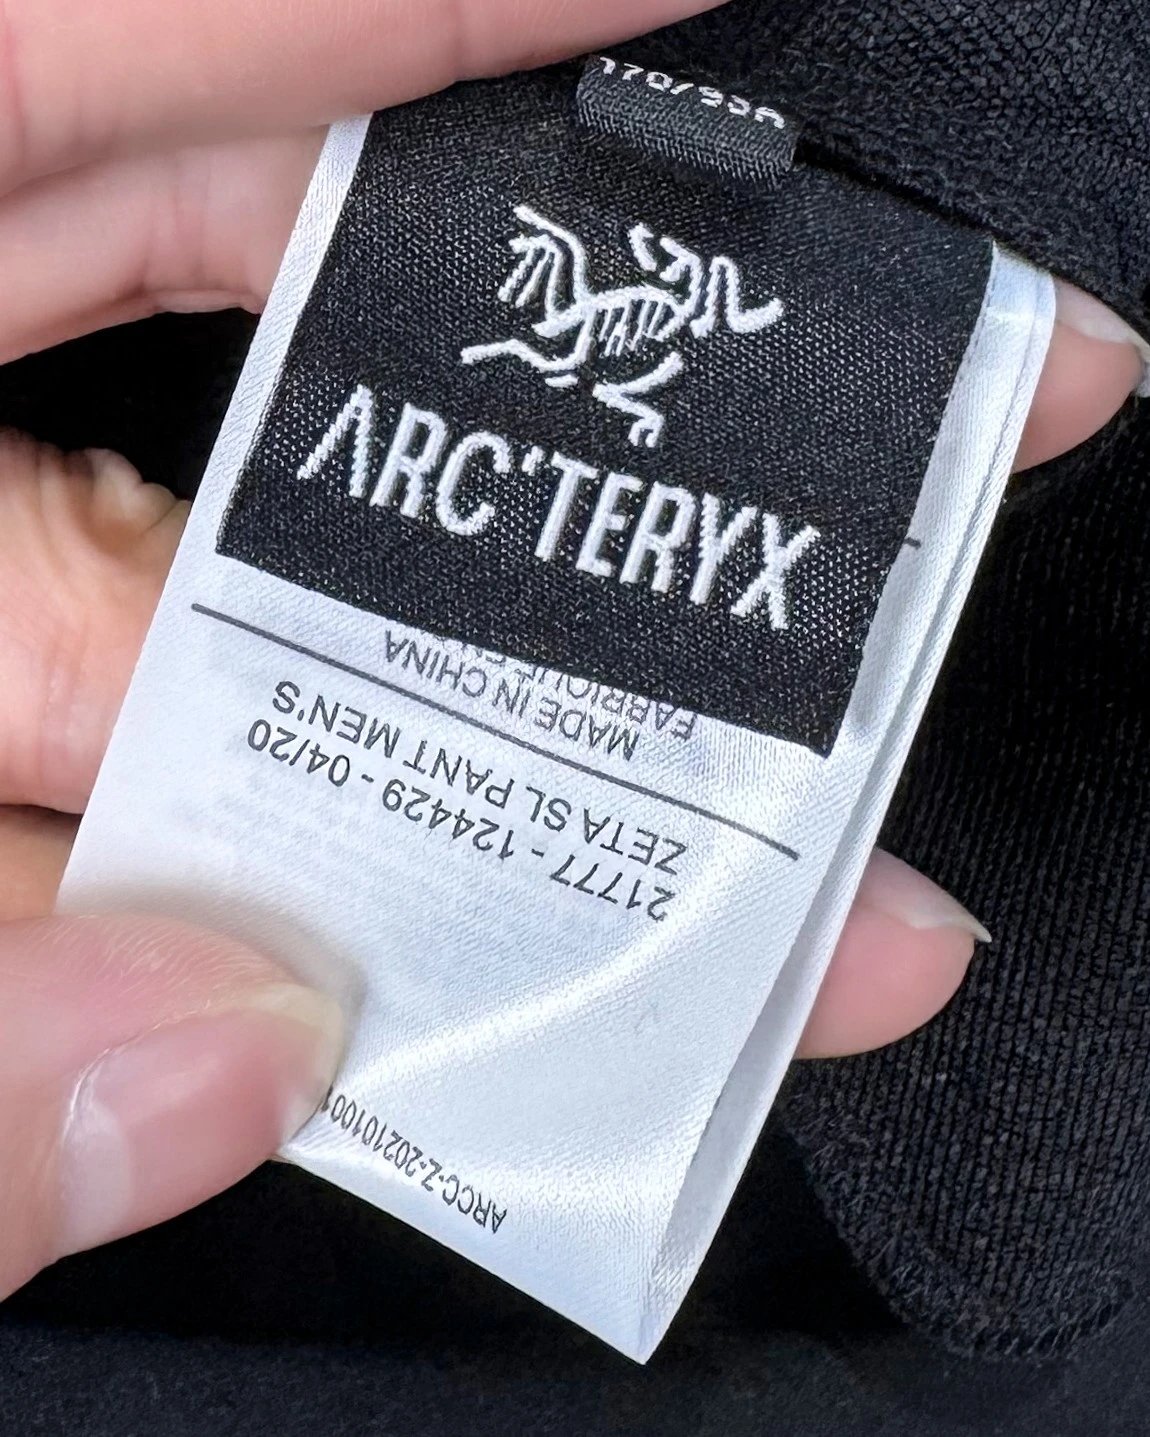 170/93A
ARC'TERYX
MADE IN CHINA
ZETA SL PANT MEN'S
21777 - 124429 - 04/20